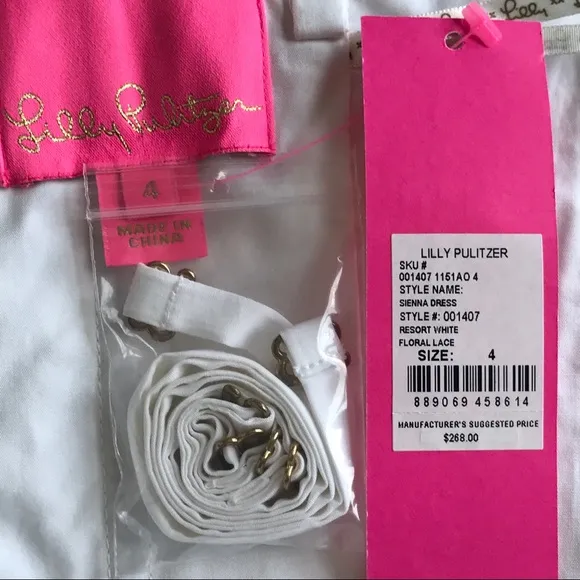 Lilly Pulitzer
4
MADE IN
CHINA
Lilly
LILLY PULITZER
SKU #
001407 1151AO 4
STYLE NAME:
SIENNA DRESS
STYLE #: 001407
RESORT WHITE
FLORAL LACE
SIZE: 4
889069 458614
MANUFACTURER'S SUGGESTED PRICE
$268.00